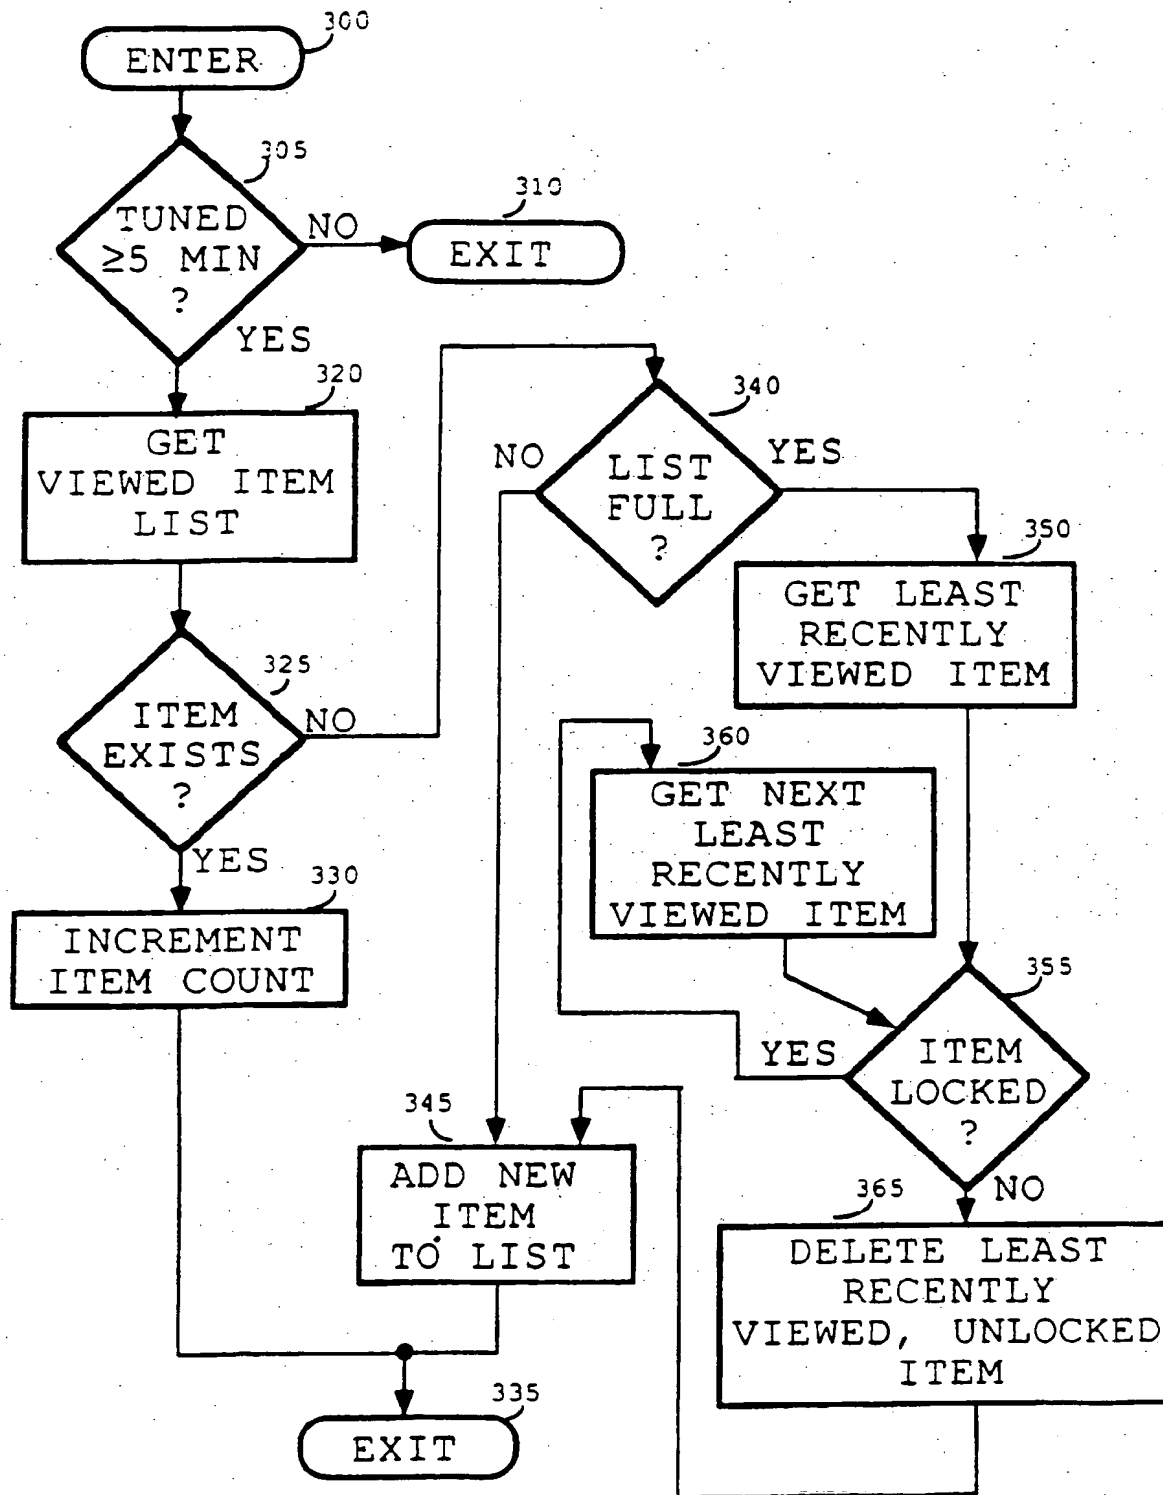 300
ENTER
305
TUNED
≥5 MIN
?
NO
310
EXIT
YES
320
GET
VIEWED ITEM
LIST
325
ITEM
EXISTS
?
NO
YES
330
INCREMENT
ITEM COUNT
340
LIST
FULL
?
NO
YES
350
GET LEAST
RECENTLY
VIEWED ITEM
360
GET NEXT
LEAST
RECENTLY
VIEWED ITEM
355
ITEM
LOCKED
?
YES
NO
345
ADD NEW
ITEM
TO LIST
365
DELETE LEAST
RECENTLY
VIEWED, UNLOCKED
ITEM
335
EXIT